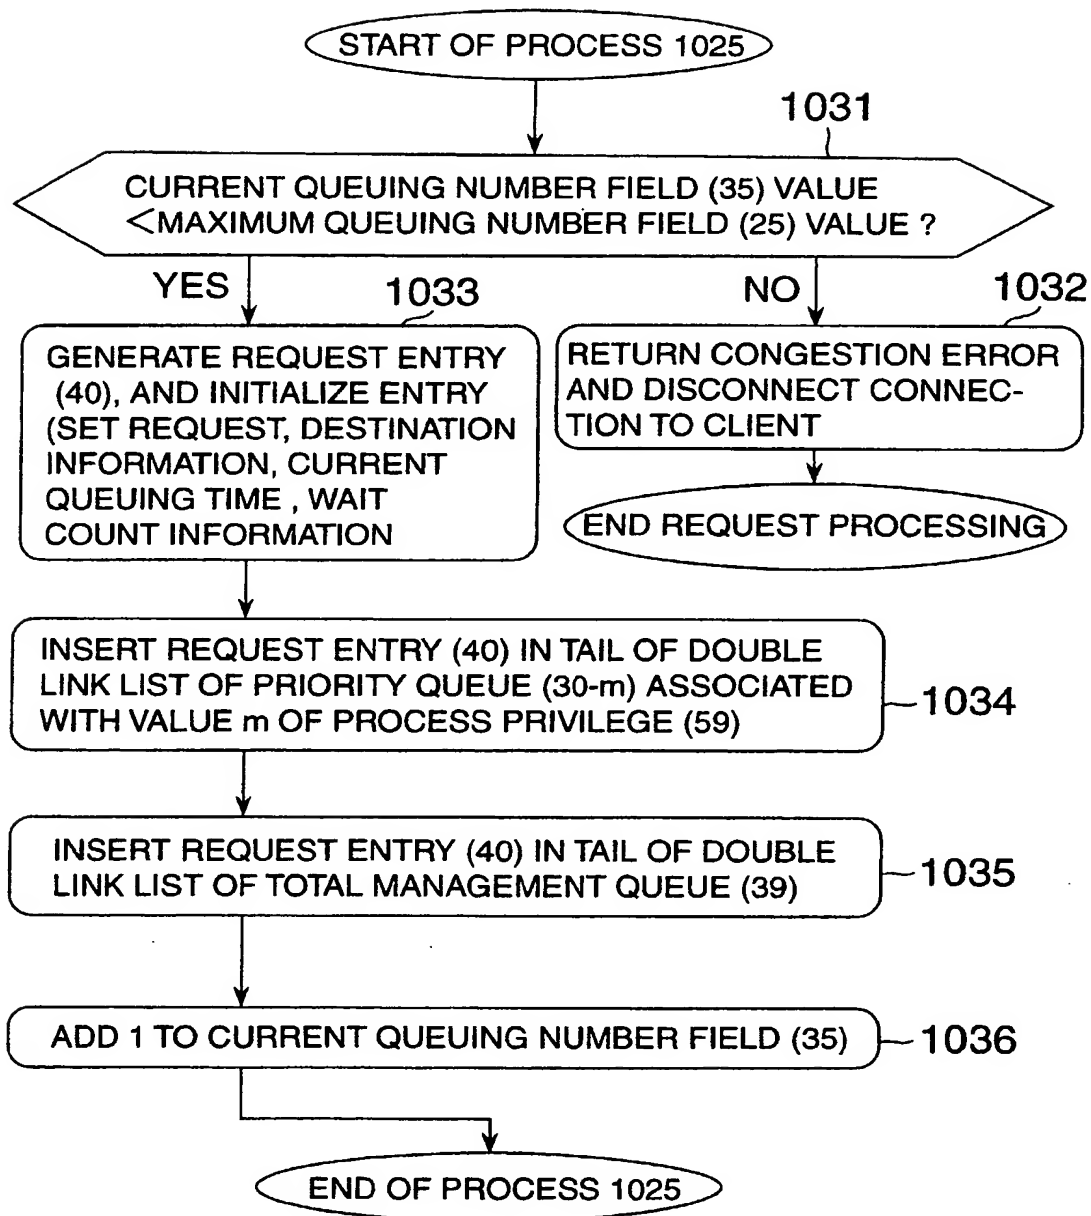 START OF PROCESS 1025
1031
CURRENT QUEUING NUMBER FIELD (35) VALUE
<MAXIMUM QUEUING NUMBER FIELD (25) VALUE ?
YES
1033
NO
1032
GENERATE REQUEST ENTRY
(40), AND INITIALIZE ENTRY
(SET REQUEST, DESTINATION
INFORMATION, CURRENT
QUEUING TIME , WAIT
COUNT INFORMATION
RETURN CONGESTION ERROR
AND DISCONNECT CONNEC-
TION TO CLIENT
END REQUEST PROCESSING
INSERT REQUEST ENTRY (40) IN TAIL OF DOUBLE
LINK LIST OF PRIORITY QUEUE (30-m) ASSOCIATED
WITH VALUE m OF PROCESS PRIVILEGE (59)
1034
INSERT REQUEST ENTRY (40) IN TAIL OF DOUBLE
LINK LIST OF TOTAL MANAGEMENT QUEUE (39)
1035
ADD 1 TO CURRENT QUEUING NUMBER FIELD (35)
1036
END OF PROCESS 1025